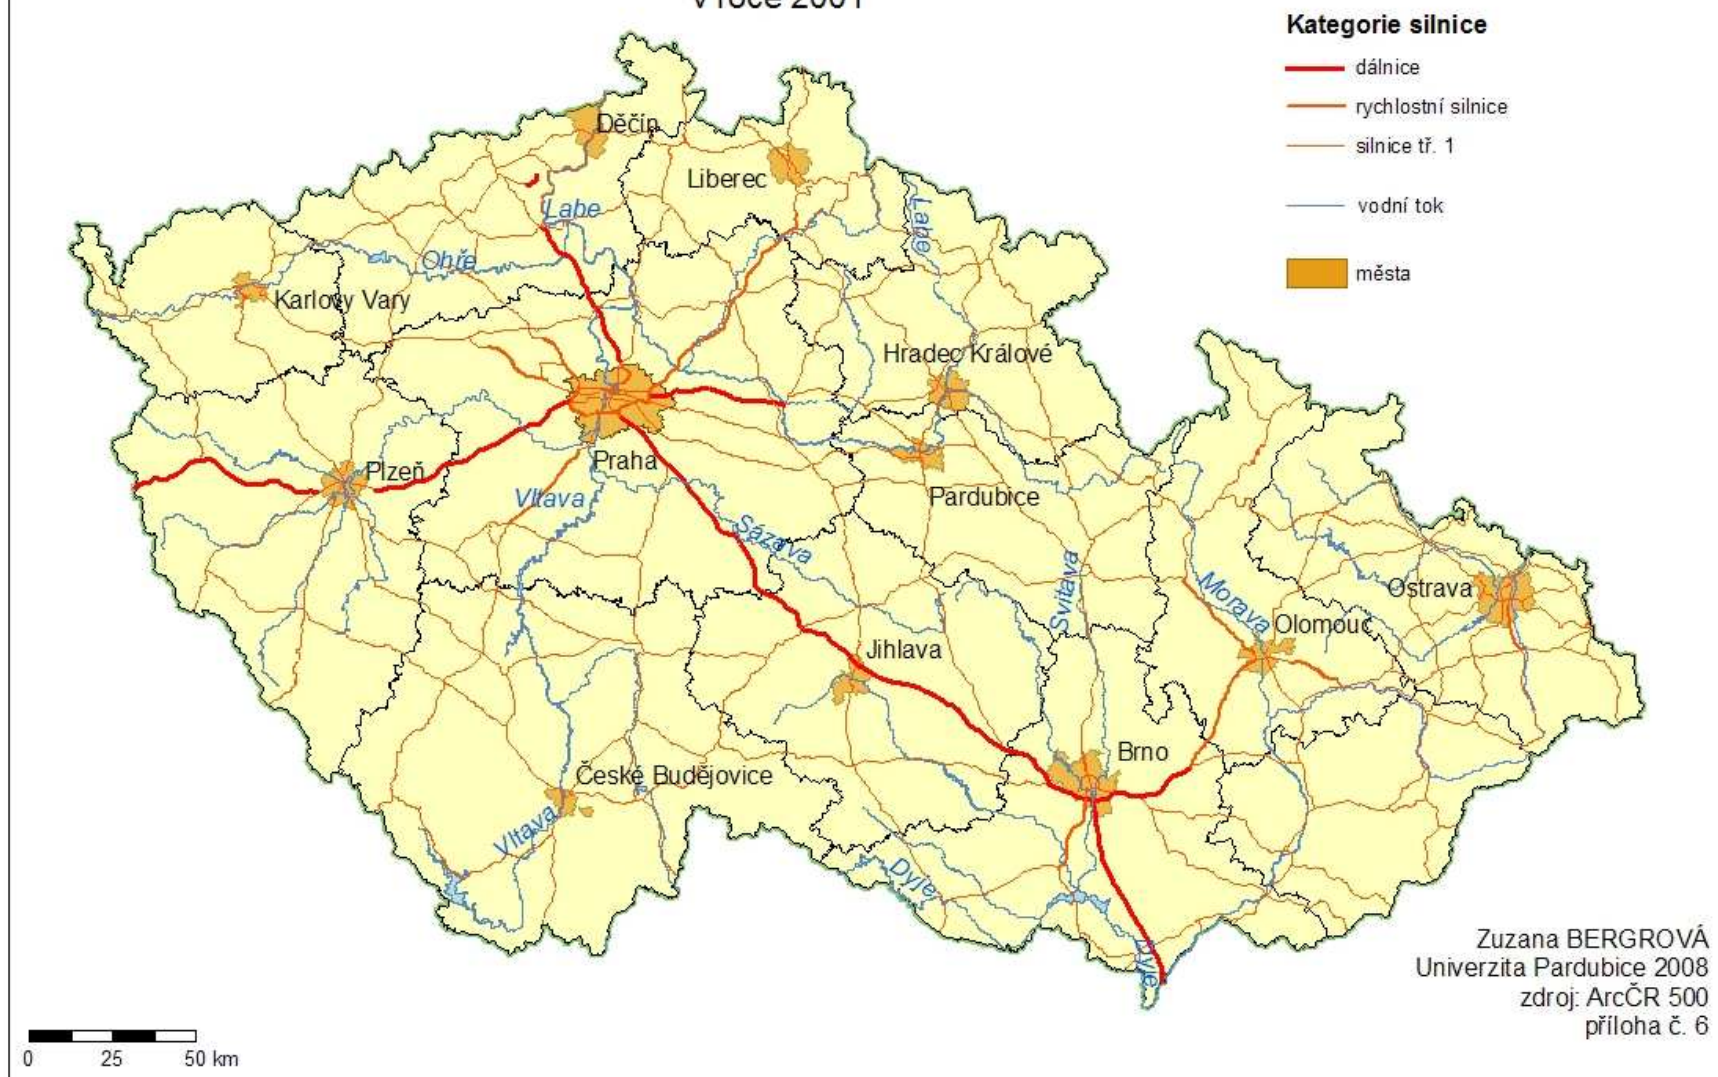 v roce 2001
Kategorie silnice
dálnice
rychlostní silnice
silnice tř. 1
vodní tok
města
Děčín
Liberec
Labe
Labe
Ohře
Karlovy Vary
Hradec Králové
Plzeň
Praha
Vltava
Pardubice
Sázava
Svitava
Morava
Ostrava
Olomouc
Jihlava
Brno
České Budějovice
Vltava
Dyje
Dyje
Zuzana BERGROVÁ
Univerzita Pardubice 2008
zdroj: ArcČR 500
příloha č. 6
0 25 50 km